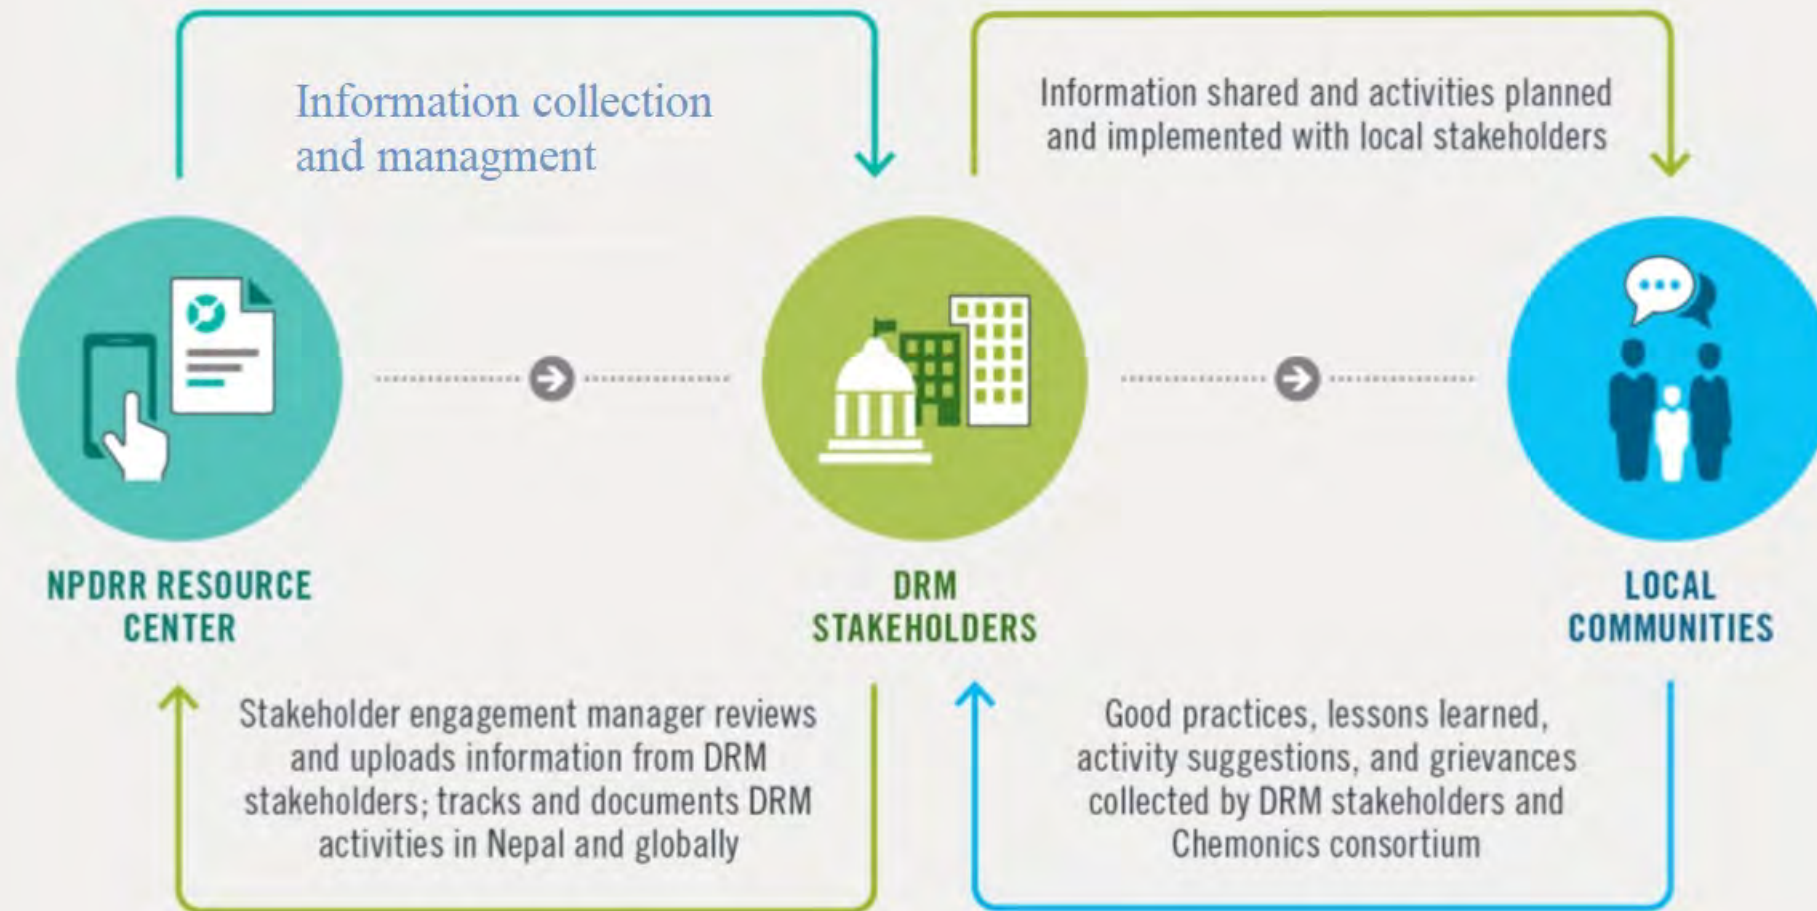 Information collection
and managment
Information shared and activities planned
and implemented with local stakeholders
NPDRR RESOURCE
CENTER
DRM
STAKEHOLDERS
LOCAL
COMMUNITIES
Stakeholder engagement manager reviews
and uploads information from DRM
stakeholders; tracks and documents DRM
activities in Nepal and globally
Good practices, lessons learned,
activity suggestions, and grievances
collected by DRM stakeholders and
Chemonics consortium